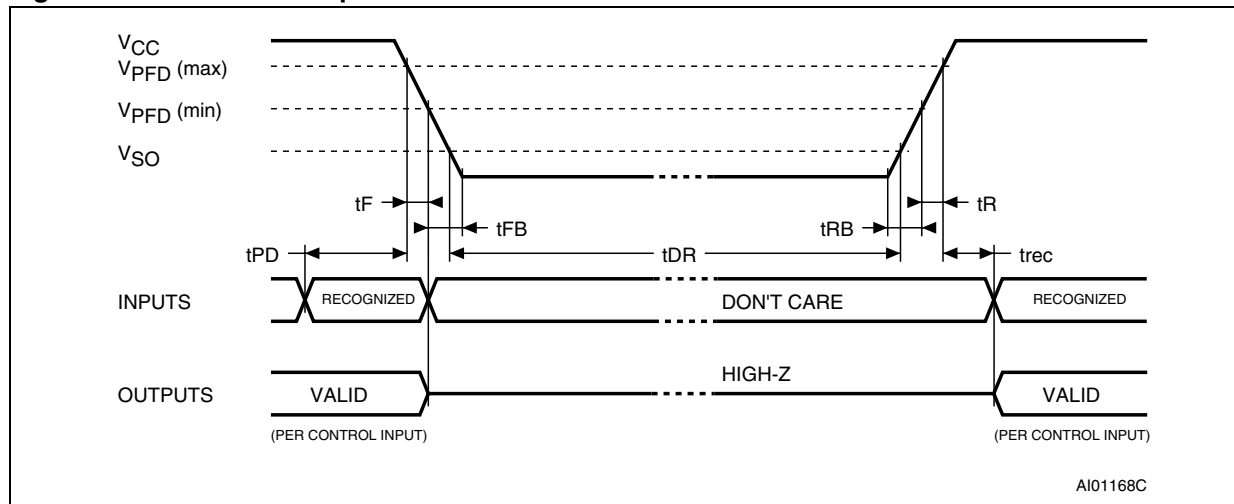 VCC
VPFD (max)
VPFD (min)
VSO
tF
tR
tFB
tRB
tPD
tDR
trec
INPUTS
RECOGNIZED
DON'T CARE
RECOGNIZED
HIGH-Z
OUTPUTS
VALID
VALID
(PER CONTROL INPUT)
(PER CONTROL INPUT)
AI01168C